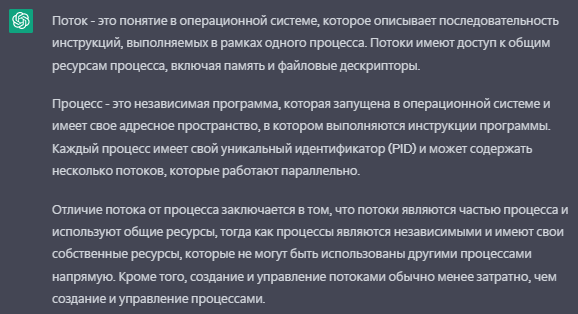 Поток - это понятие в операционной системе, которое описывает последовательность
инструкций, выполняемых в рамках одного процесса. Потоки имеют доступ к общим
ресурсам процесса, включая память и файловые дескрипторы.
Процесс - это независимая программа, которая запущена в операционной системе и
имеет свое адресное пространство, в котором выполняются инструкции программы.
Каждый процесс имеет свой уникальный идентификатор (PID) и может содержать
несколько потоков, которые работают параллельно.
Отличие потока от процесса заключается в том, что потоки являются частью процесса и
используют общие ресурсы, тогда как процессы являются независимыми и имеют свои
собственные ресурсы, которые не могут быть использованы другими процессами
напрямую. Кроме того, создание и управление потоками обычно менее затратно, чем
создание и управление процессами.